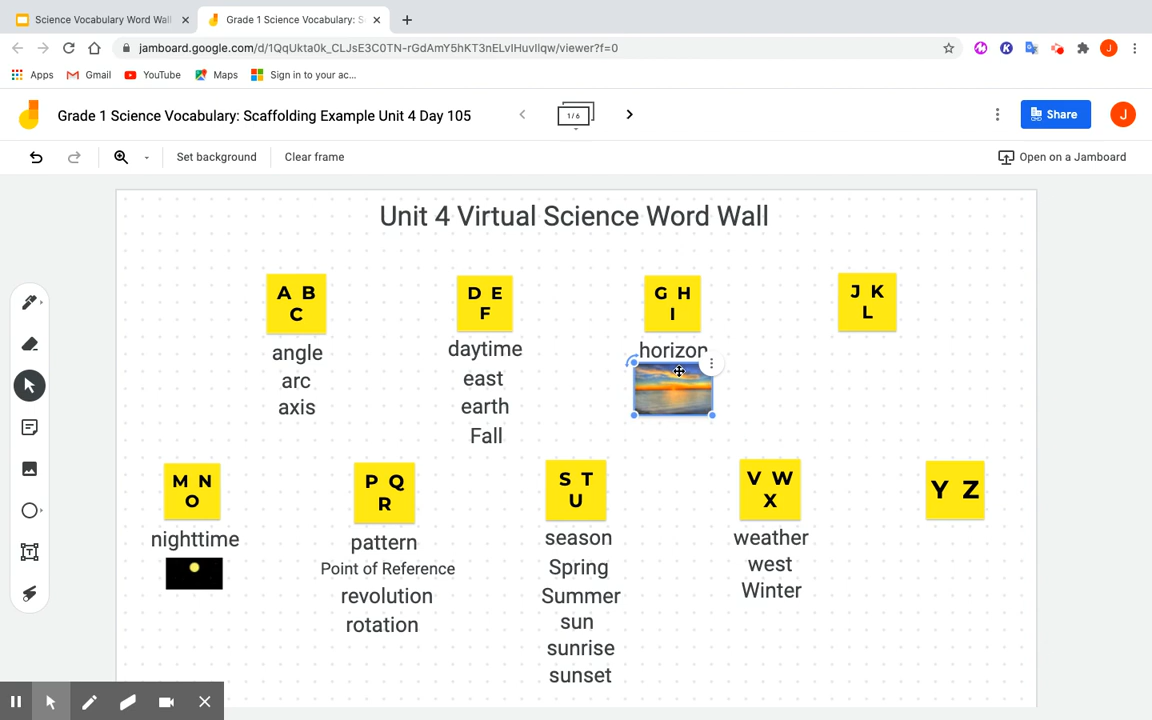 Science Vocabulary Word Wall
Grade 1 Science Vocabulary: S
jamboard.google.com/d/1QqUkta0k_CLJsE3C0TN-rGdAmY5hKT3nELvIHuvIlqw/viewer?f=0
J
Apps
Gmail
YouTube
Maps
Sign in to your ac...
Grade 1 Science Vocabulary: Scaffolding Example Unit 4 Day 105
1/6
Share
J
Set background
Clear frame
Open on a Jamboard
Unit 4 Virtual Science Word Wall
A B
C
angle
arc
axis
D E
F
daytime
east
earth
Fall
G H
I
horizon
J K
L
M N
O
nighttime
P Q
R
pattern
Point of Reference
revolution
rotation
S T
U
season
Spring
Summer
sun
sunrise
sunset
V W
X
weather
west
Winter
Y Z